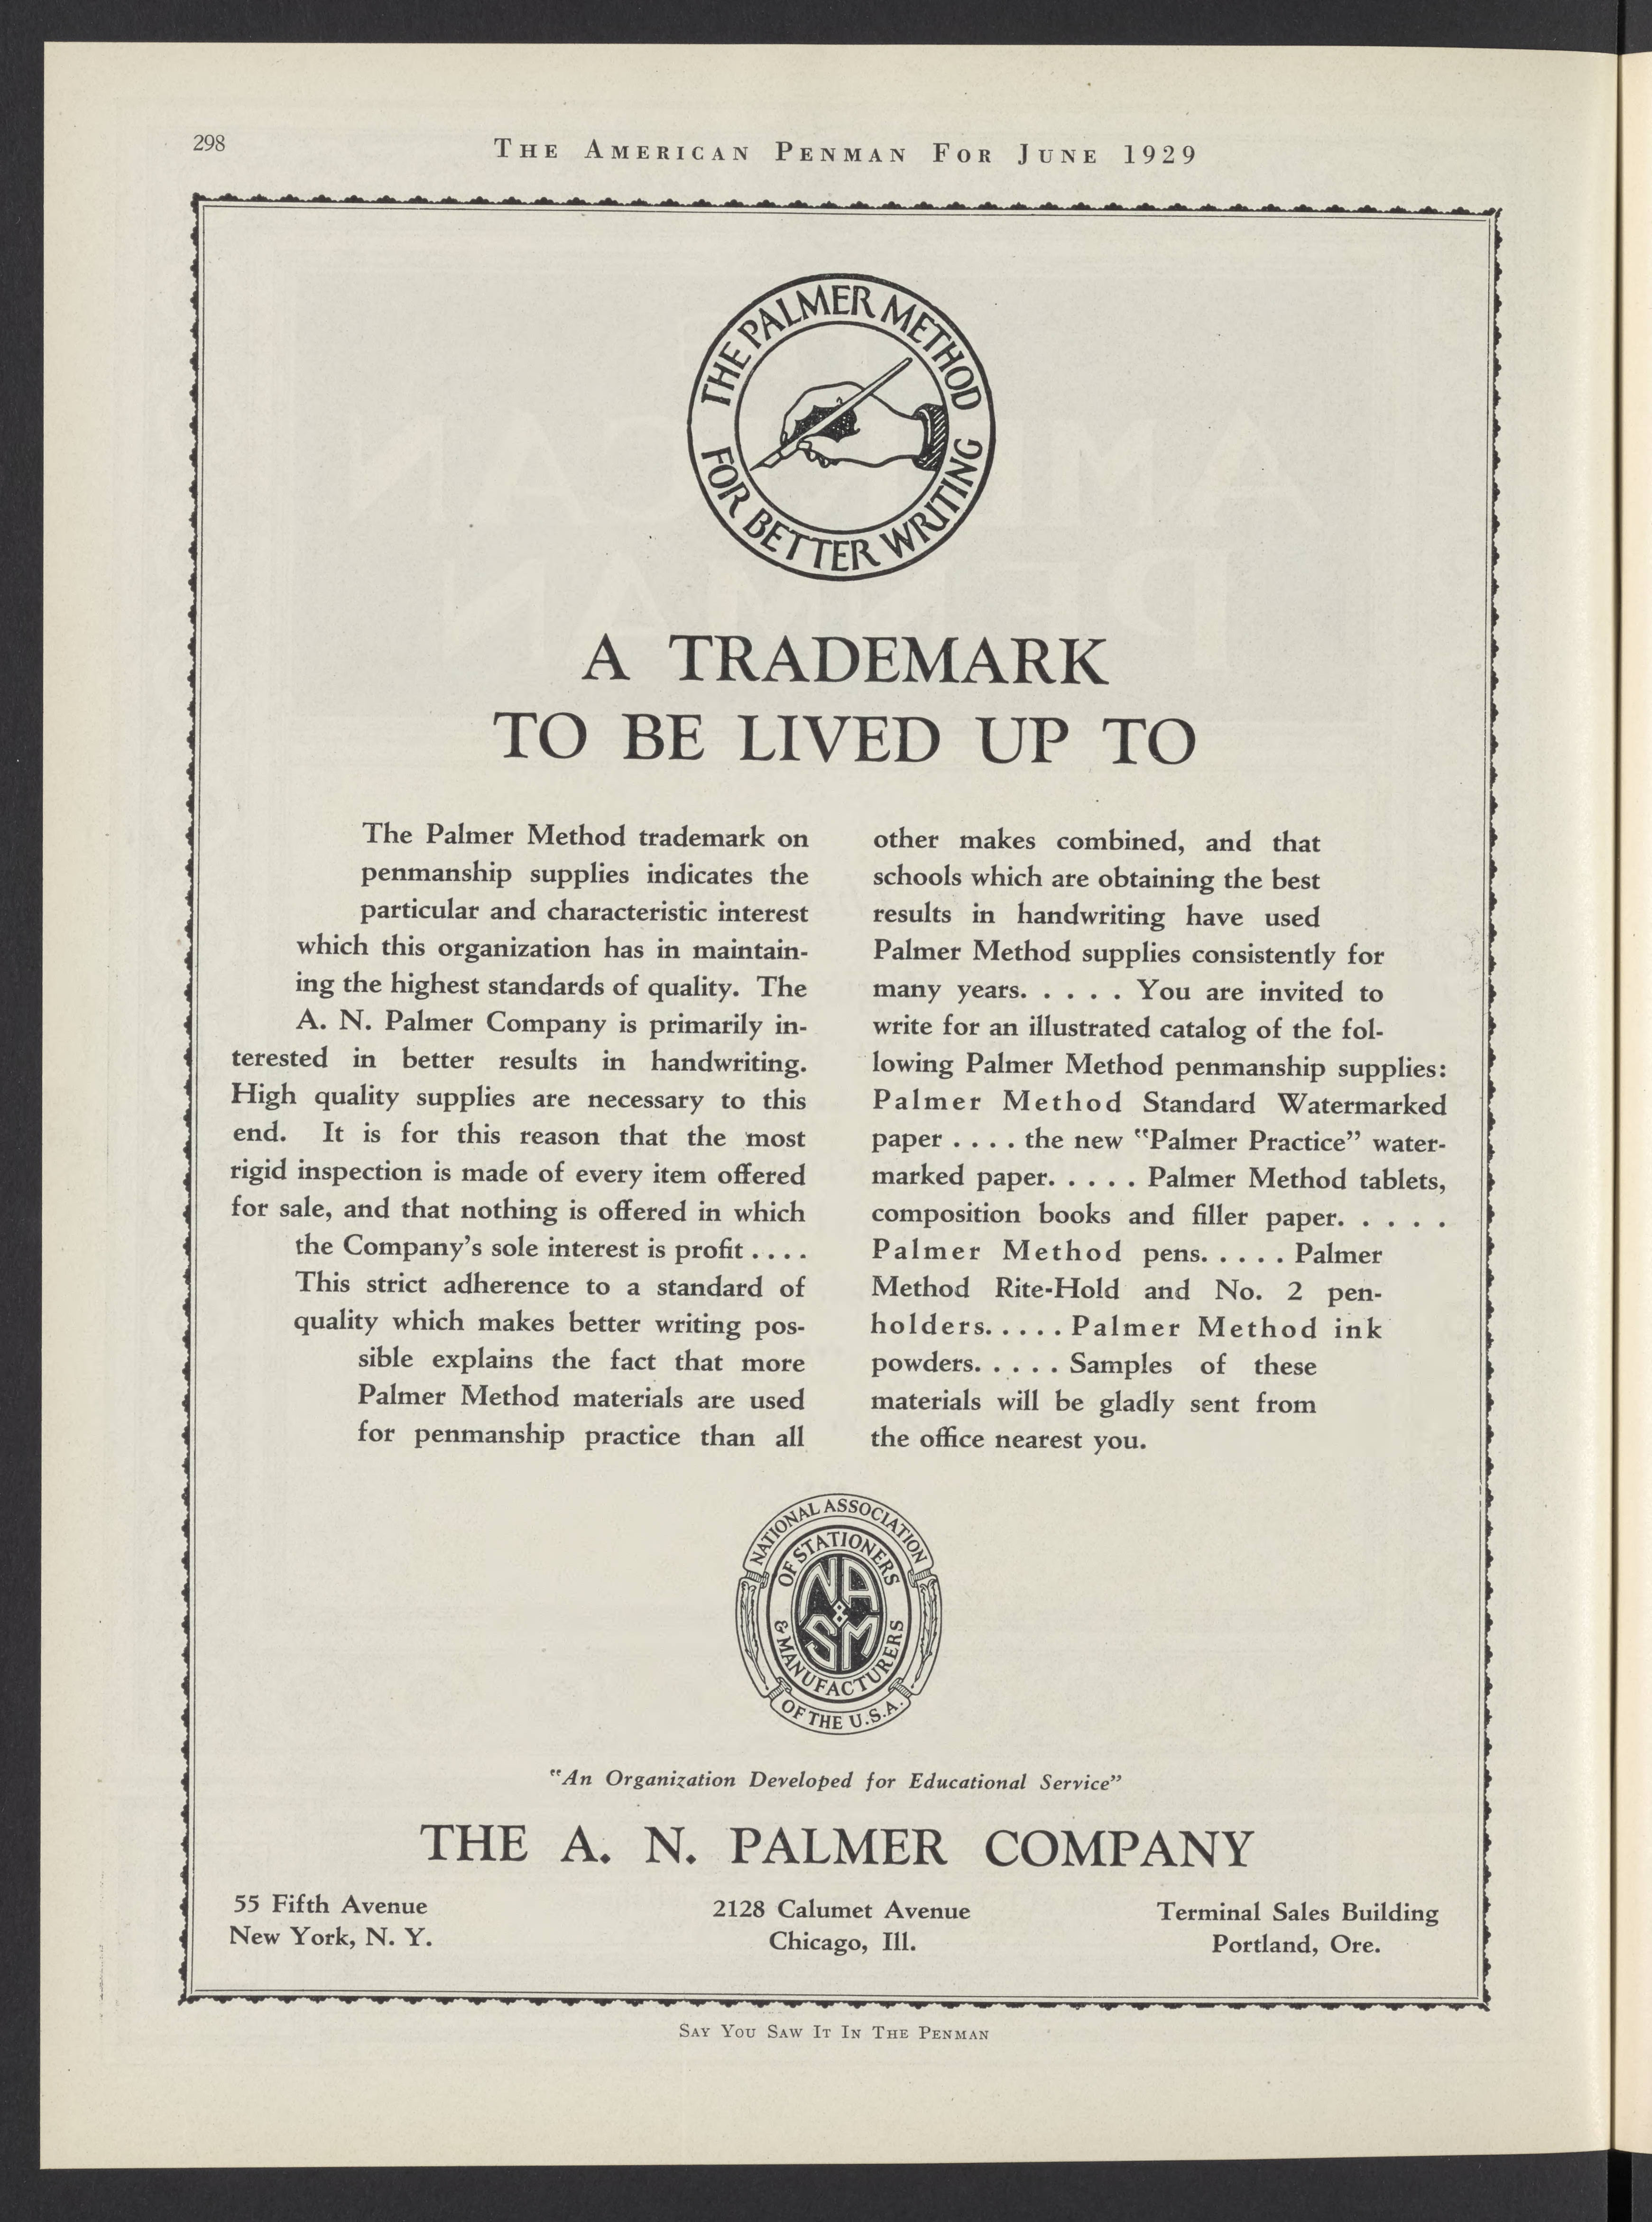 298
THE AMERICAN PENMAN FOR JUNE 1929
THE PALMER METHOD
FOR BETTER WRITING
A TRADEMARK
TO BE LIVED UP TO
The Palmer Method trademark on
penmanship supplies indicates the
particular and characteristic interest
which this organization has in maintain-
ing the highest standards of quality. The
A. N. Palmer Company is primarily in-
terested in better results in handwriting.
High quality supplies are necessary to this
end. It is for this reason that the most
rigid inspection is made of every item offered
for sale, and that nothing is offered in which
the Company's sole interest is profit ....
This strict adherence to a standard of
quality which makes better writing pos-
sible explains the fact that more
Palmer Method materials are used
for penmanship practice than all
other makes combined, and that
schools which are obtaining the best
results in handwriting have used
Palmer Method supplies consistently for
many years. . . . . You are invited to
write for an illustrated catalog of the fol-
lowing Palmer Method penmanship supplies:
Palmer Method Standard Watermarked
paper . . . . the new "Palmer Practice" water-
marked paper. . . . . Palmer Method tablets,
composition books and filler paper. . . . .
Palmer Method pens. . . . . Palmer
Method Rite-Hold and No. 2 pen-
holders. . . . . Palmer Method ink
powders. . . . . Samples of these
materials will be gladly sent from
the office nearest you.
NATIONAL ASSOCIATION
OF STATIONERS
NA
&
SM
& MANUFACTURERS
OF THE U.S.A.
"An Organization Developed for Educational Service"
THE A. N. PALMER COMPANY
55 Fifth Avenue
New York, N. Y.
2128 Calumet Avenue
Chicago, Ill.
Terminal Sales Building
Portland, Ore.
SAY YOU SAW IT IN THE PENMAN